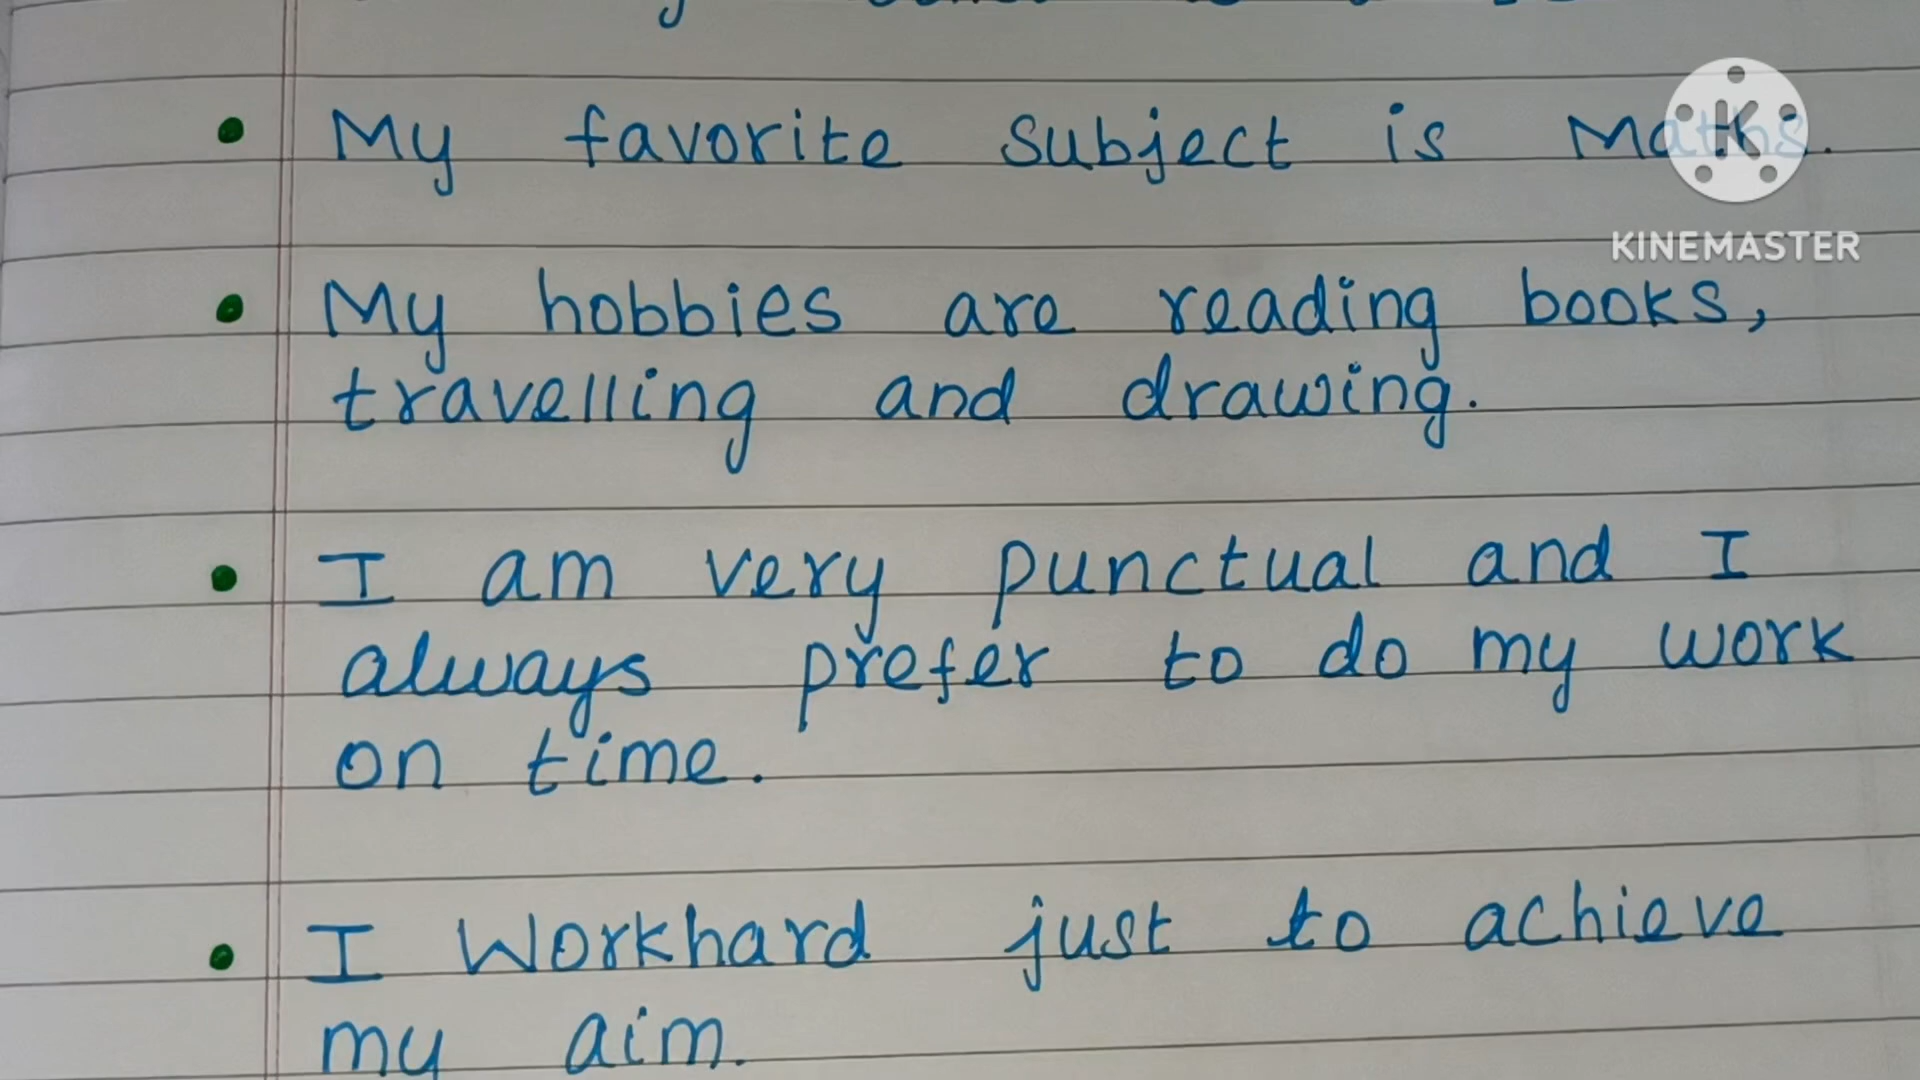 My favorite subject is Maths.
KINEMASTER
My hobbies are reading books,
travelling and drawing.
I am very punctual and I
always prefer to do my work
on time.
I Workhard just to achieve
my aim.